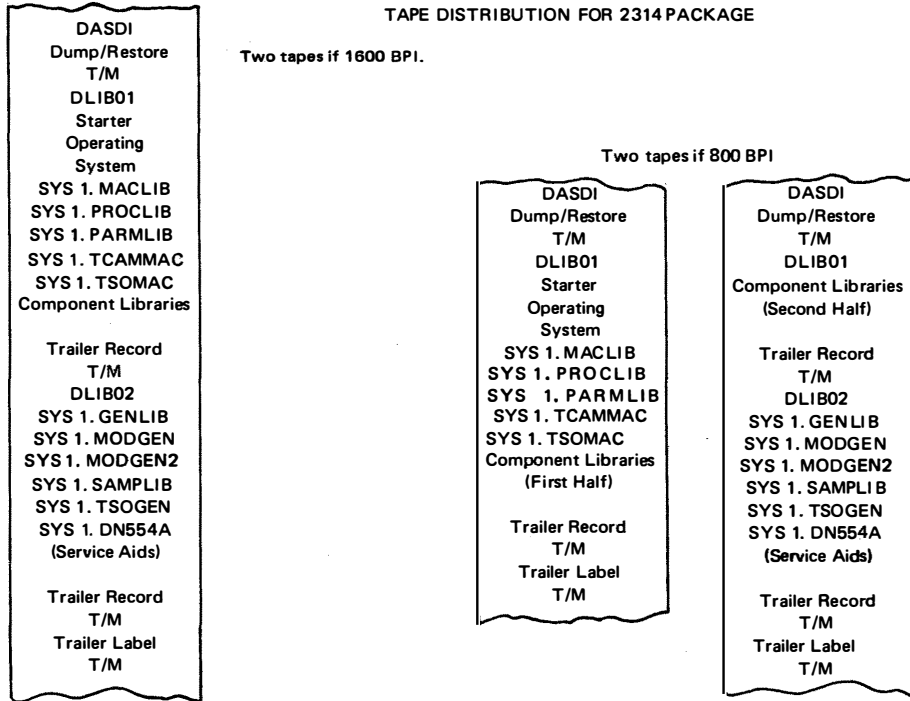 TAPE DISTRIBUTION FOR 2314 PACKAGE
Two tapes if 1600 BPI.
DASDI
Dump/Restore
T/M
DLIB01
Starter
Operating
System
SYS 1. MACLIB
SYS 1. PROCLIB
SYS 1. PARMLIB
SYS 1. TCAMMAC
SYS 1. TSOMAC
Component Libraries
Trailer Record
T/M
DLIB02
SYS 1. GENLIB
SYS 1. MODGEN
SYS 1. MODGEN2
SYS 1. SAMPLIB
SYS 1. TSOGEN
SYS 1. DN554A
(Service Aids)
Trailer Record
T/M
Trailer Label
T/M
Two tapes if 800 BPI
DASDI
Dump/Restore
T/M
DLIB01
Starter
Operating
System
SYS 1. MACLIB
SYS 1. PROCLIB
SYS 1. PARMLIB
SYS 1. TCAMMAC
SYS 1. TSOMAC
Component Libraries
(First Half)
Trailer Record
T/M
Trailer Label
T/M
DASDI
Dump/Restore
T/M
DLIB01
Component Libraries
(Second Half)
Trailer Record
T/M
DLIB02
SYS 1. GENLIB
SYS 1. MODGEN
SYS 1. MODGEN2
SYS 1. SAMPLIB
SYS 1. TSOGEN
SYS 1. DN554A
(Service Aids)
Trailer Record
T/M
Trailer Label
T/M